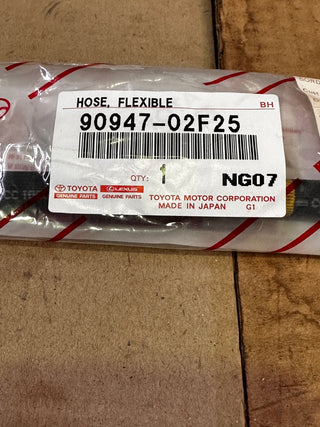 HOSE, FLEXIBLE BH
90947-02F25
QTY: 1 NG07
TOYOTA LEXUS TOYOTA MOTOR CORPORATION
GENUINE PARTS GENUINE PARTS MADE IN JAPAN G1